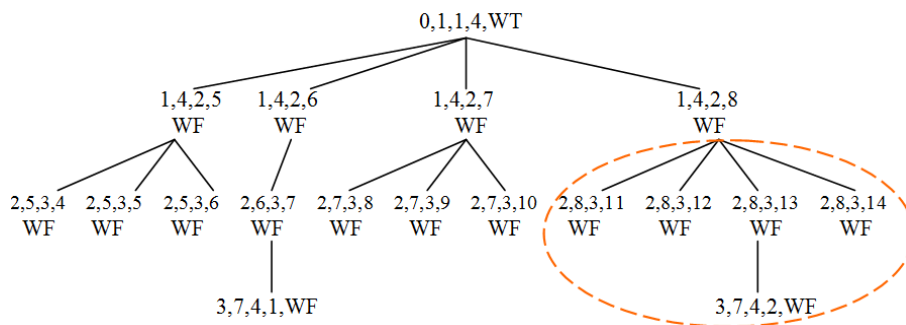 0,1,1,4,WT
1,4,2,5 1,4,2,6 1,4,2,7 1,4,2,8
WF WF WF WF
2,5,3,4 2,5,3,5 2,5,3,6 2,6,3,7 2,7,3,8 2,7,3,9 2,7,3,10 2,8,3,11 2,8,3,12 2,8,3,13 2,8,3,14
WF WF WF WF WF WF WF WF WF WF WF
3,7,4,1,WF 3,7,4,2,WF